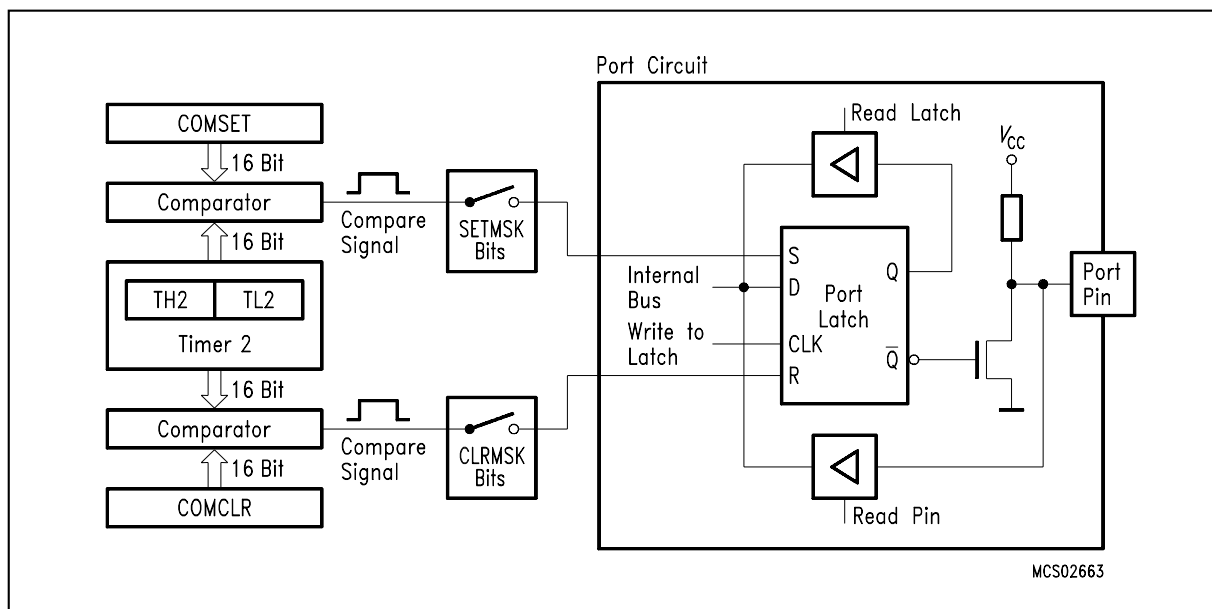 Port Circuit
COMSET
16 Bit
Comparator
16 Bit
TH2
TL2
Timer 2
16 Bit
Comparator
16 Bit
COMCLR
Compare
Signal
SETMSK
Bits
Compare
Signal
CLRMSK
Bits
Read Latch
VCC
Internal
Bus
Write to
Latch
S
D
CLK
R
Port
Latch
Q
Q̅
Port
Pin
Read Pin
MCS02663